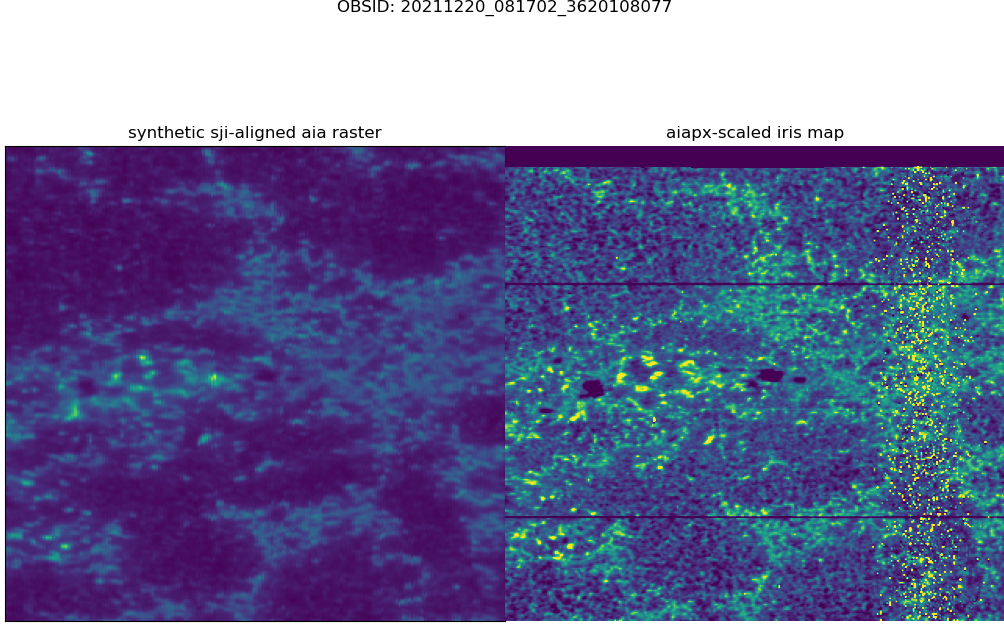 OBSID: 20211220_081702_3620108077
synthetic sji-aligned aia raster
aiapx-scaled iris map